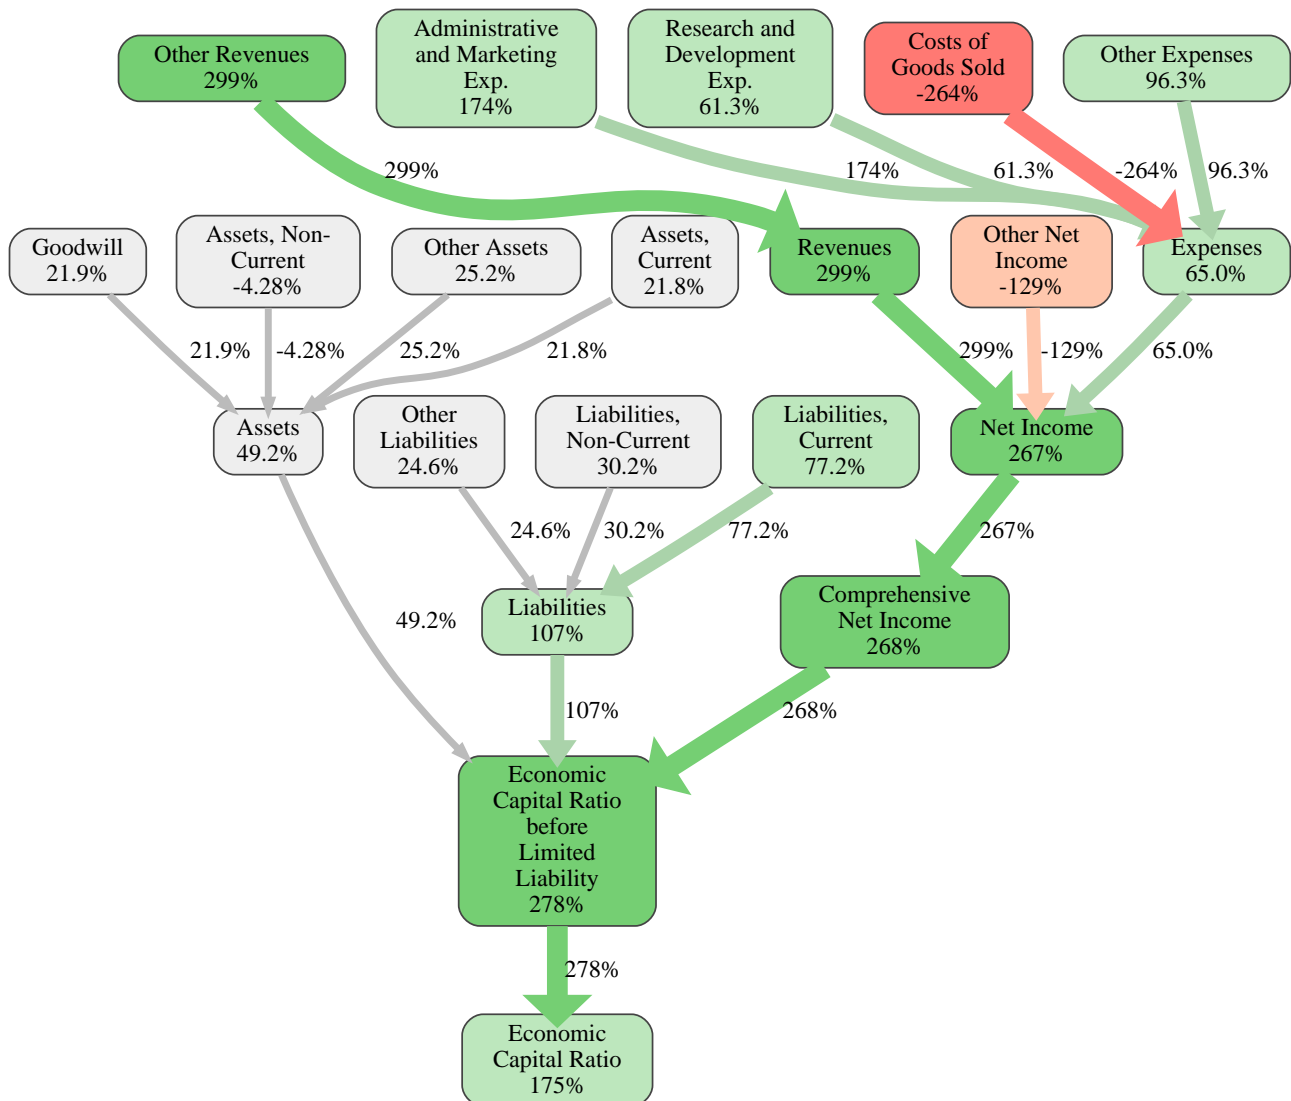 Other Revenues
299%
Administrative
and Marketing
Exp.
174%
Research and
Development
Exp.
61.3%
Costs of
Goods Sold
-264%
Other Expenses
96.3%
299%
174%
61.3%
-264%
96.3%
Goodwill
21.9%
Assets, Non-
Current
-4.28%
Other Assets
25.2%
Assets,
Current
21.8%
Revenues
299%
Other Net
Income
-129%
Expenses
65.0%
21.9%
-4.28%
25.2%
21.8%
299%
-129%
65.0%
Assets
49.2%
Other
Liabilities
24.6%
Liabilities,
Non-Current
30.2%
Liabilities,
Current
77.2%
Net Income
267%
24.6%
30.2%
77.2%
267%
49.2%
Liabilities
107%
Comprehensive
Net Income
268%
107%
268%
Economic
Capital Ratio
before
Limited
Liability
278%
278%
Economic
Capital Ratio
175%